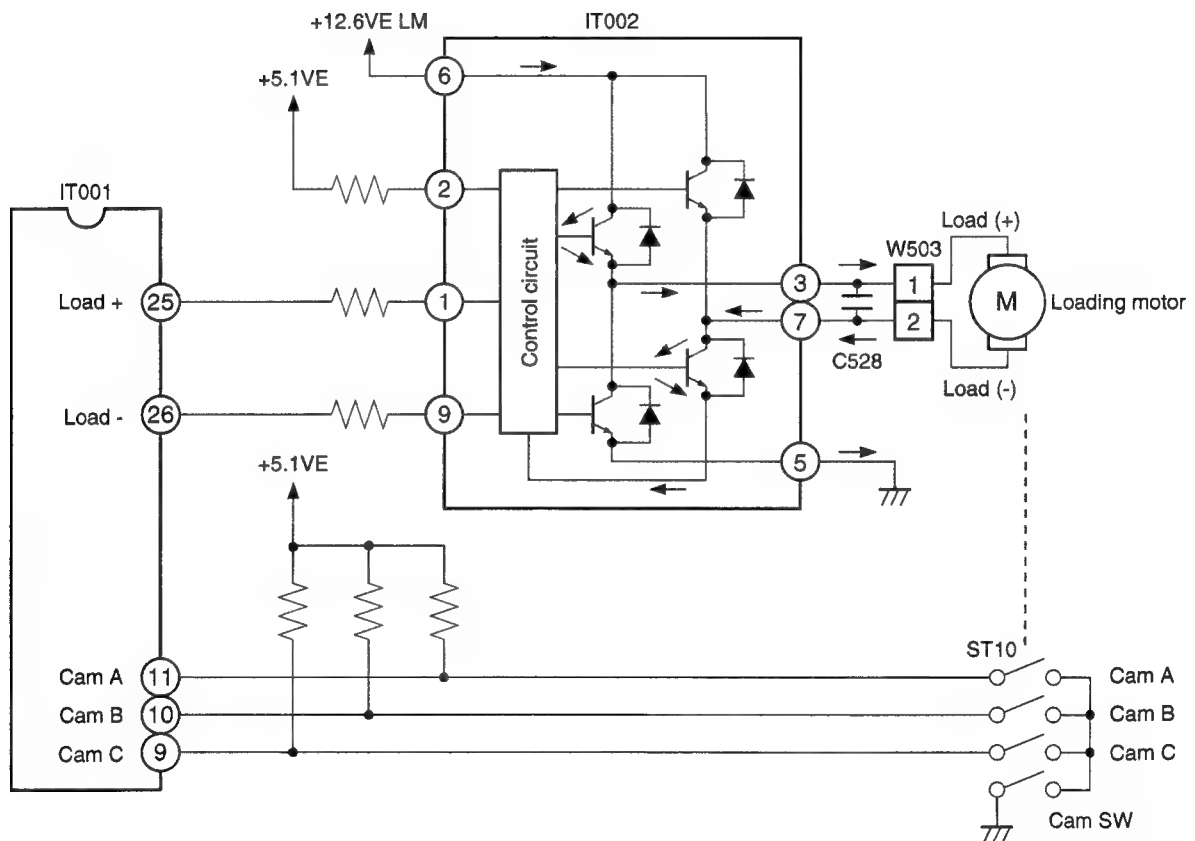 +12.6VE LM
IT002
+5.1VE
6
IT001
2
Load (+)
W503
Load +
25
1
Control circuit
3
1
M
Loading motor
7
2
C528
Load (-)
Load -
26
9
+5.1VE
5
ST10
Cam A
11
Cam A
Cam B
10
Cam B
Cam C
9
Cam C
Cam SW